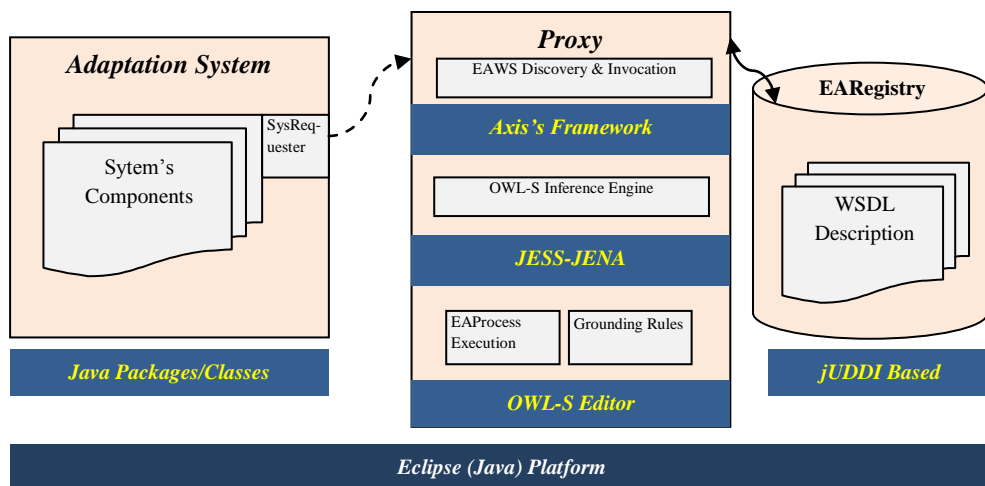 Adaptation System
SysReq-
uester
Sytem's
Components
Java Packages/Classes
Proxy
EAWS Discovery & Invocation
Axis's Framework
OWL-S Inference Engine
JESS-JENA
EAProcess
Execution
Grounding Rules
OWL-S Editor
EARegistry
WSDL
Description
jUDDI Based
Eclipse (Java) Platform